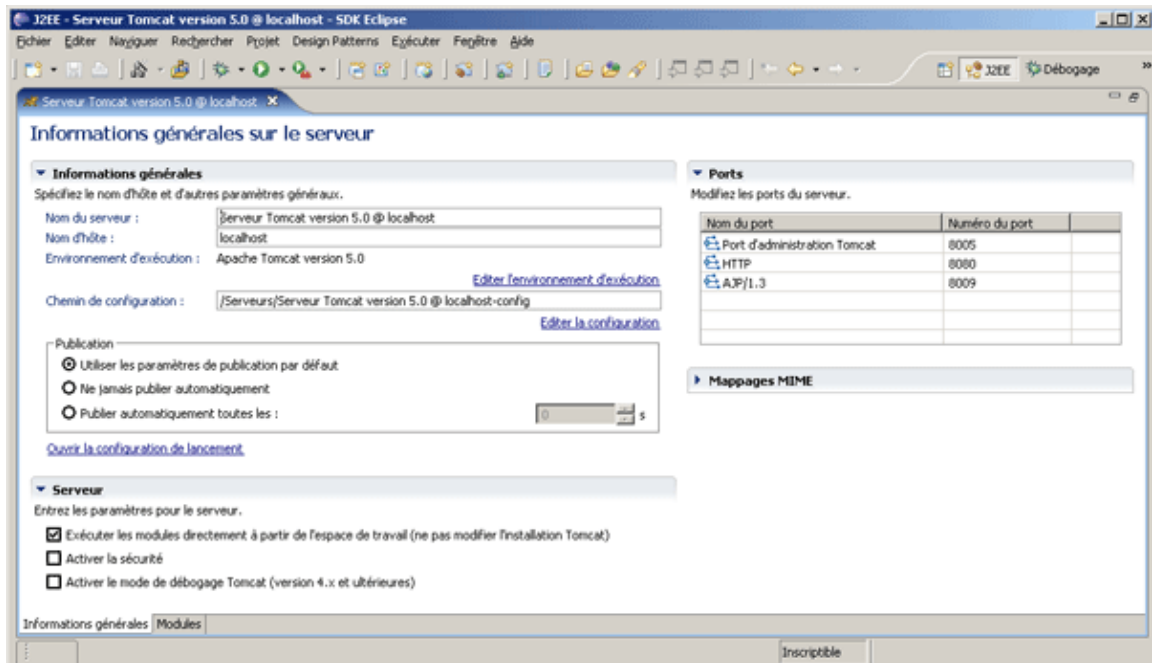 J2EE - Serveur Tomcat version 5.0 @ localhost - SDK Eclipse
Fichier Editer Naviguer Rechercher Projet Design Patterns Exécuter Fenêtre Aide
J2EE Débogage »
Serveur Tomcat version 5.0 @ localhost
Informations générales sur le serveur
Informations générales
Spécifiez le nom d'hôte et d'autres paramètres généraux.
Nom du serveur : Serveur Tomcat version 5.0 @ localhost
Nom d'hôte : localhost
Environnement d'exécution : Apache Tomcat version 5.0
Editer l'environnement d'exécution
Chemin de configuration : /Serveurs/Serveur Tomcat version 5.0 @ localhost-config
Editer la configuration
Publication
Utiliser les paramètres de publication par défaut
Ne jamais publier automatiquement
Publier automatiquement toutes les : 0 s
Ouvrir la configuration de lancement
Serveur
Entrez les paramètres pour le serveur.
Exécuter les modules directement à partir de l'espace de travail (ne pas modifier l'installation Tomcat)
Activer la sécurité
Activer le mode de débogage Tomcat (version 4.x et ultérieures)
Ports
Modifiez les ports du serveur.
Nom du port Numéro du port
Port d'administration Tomcat 8005
HTTP 8080
AJP/1.3 8009
Mappages MIME
Informations générales Modules
Inscriptible